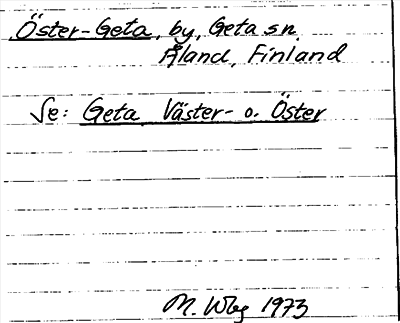 Öster-Geta, by, Geta sn.
Åland, Finland
Se: Geta Väster- o. Öster
M. Wbg 1973